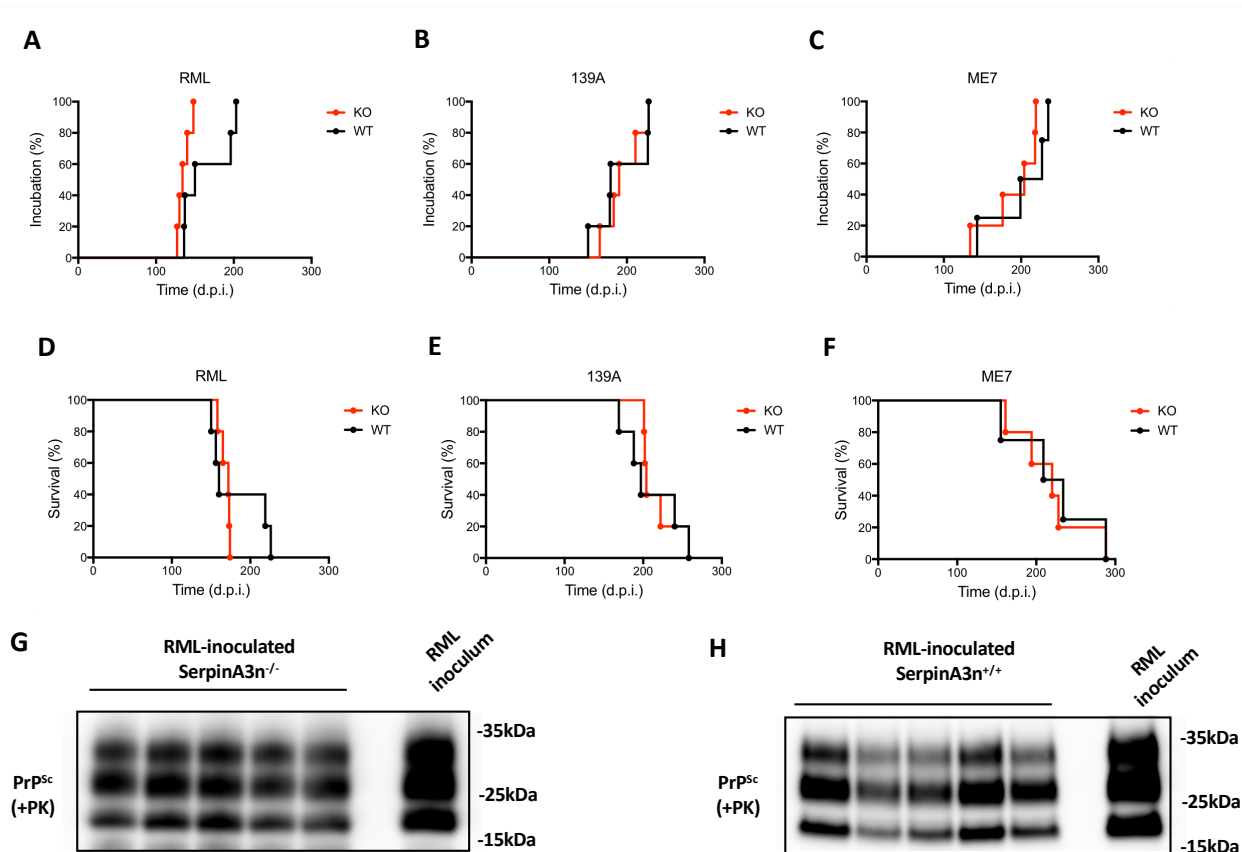 A
B
C
RML
139A
ME7
100
80
60
40
20
0
Incubation (%)
0
100
200
300
Time (d.p.i.)
KO
WT
100
80
60
40
20
0
Incubation (%)
0
100
200
300
Time (d.p.i.)
KO
WT
100
80
60
40
20
0
Incubation (%)
0
100
200
300
Time (d.p.i.)
KO
WT
D
E
F
RML
139A
ME7
100
80
60
40
20
0
Survival (%)
0
100
200
300
Time (d.p.i.)
KO
WT
100
80
60
40
20
0
Survival (%)
0
100
200
300
Time (d.p.i.)
KO
WT
100
80
60
40
20
0
Survival (%)
0
100
200
300
Time (d.p.i.)
KO
WT
G
RML-inoculated
SerpinA3n-/-
RML
inoculum
PrPSc
(+PK)
-35kDa
-25kDa
-15kDa
H
RML-inoculated
SerpinA3n+/+
RML
inoculum
PrPSc
(+PK)
-35kDa
-25kDa
-15kDa